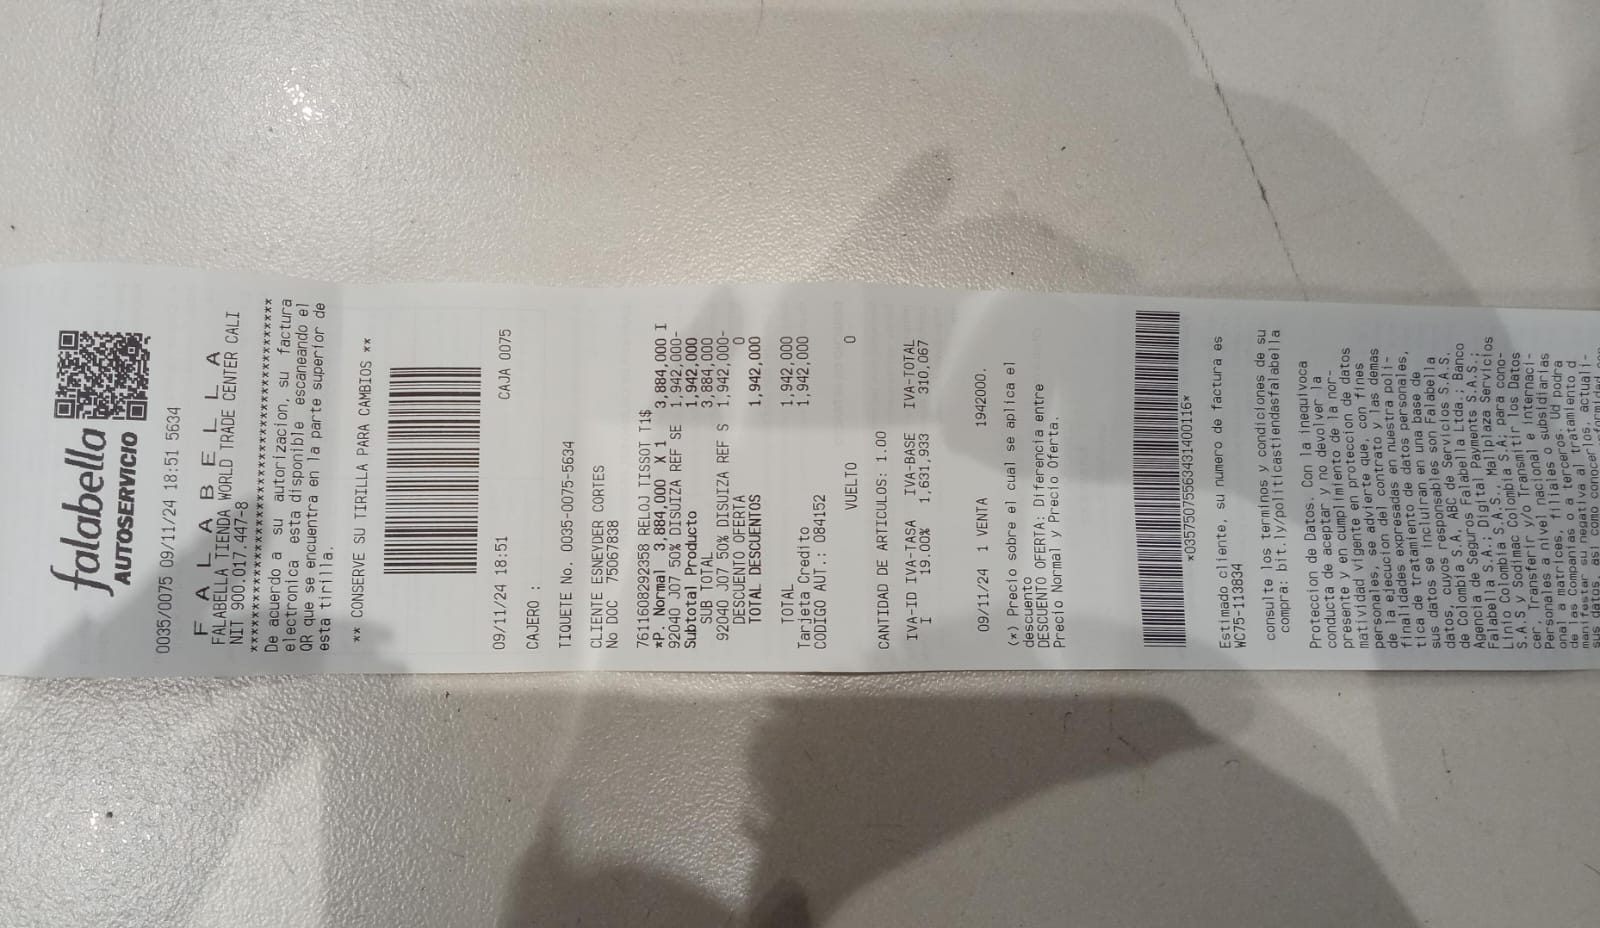 falabella
AUTOSERVICIO
0035/0075 09/11/24 18:51 5634
F A L A B E L L A
FALABELLA TIENDA WORLD TRADE CENTER CALI
NIT 900.017.447-8
****************************************
De acuerdo a su autorizacion, su factura
electronica esta disponible escaneando el
QR que se encuentra en la parte superior de
esta tirilla.
** CONSERVE SU TIRILLA PARA CAMBIOS **
09/11/24 18:51 CAJA 0075
CAJERO :
TIQUETE No. 0035-0075-5634
CLIENTE ESNEYDER CORTES
No DOC 75067838
7611608292358 RELOJ TISSOT T1$
*P. Normal 3,884,000 X 1 3,884,000 I
92040 J07 50% DISUIZA REF SE 1,942,000-
Subtotal Producto 1,942,000
SUB TOTAL 3,884,000
92040 J07 50% DISUIZA REF S 1,942,000-
DESCUENTO OFERTA 0
TOTAL DESCUENTOS 1,942,000
TOTAL 1,942,000
Tarjeta Credito 1,942,000
CODIGO AUT.: 084152
VUELTO 0
CANTIDAD DE ARTICULOS: 1.00
IVA-ID IVA-TASA IVA-BASE IVA-TOTAL
I 19.00% 1,631,933 310,067
09/11/24 1 VENTA 1942000.
(*) Precio sobre el cual se aplica el
descuento
DESCUENTO OFERTA: Diferencia entre
Precio Normal y Precio Oferta.
*03575075563431400116*
Estimado cliente, su numero de factura es
WC75-113834
consulte los terminos y condiciones de su
compra: bit.ly/politicastiendasfalabella
Proteccion de Datos. Con la inequivoca
conducta de aceptar y no devolver la
presente y en cumplimiento de la nor-
matividad vigente en proteccion de datos
personales, se advierte que, con fines
de la ejecucion del contrato y las demas
finalidades expresadas en nuestra poli-
tica de tratamiento de datos personales,
sus datos se incluiran en una base de
datos, cuyos responsables son Falabella
de Colombia S.A., ABC de Servicios S.A.S,
Agencia de Seguros Falabella Ltda.; Banco
Falabella S.A.; Digital Payments S.A.S.;
Linio Colombia S.A.S., Mallplaza Servicios
S.A.S y Sodimac Colombia S.A; para cono-
cer, Transferir y/o Transmitir los Datos
Personales a nivel nacional e internaci-
onal a matrices, filiales o subsidiarias
de las Companias o a terceros. Ud podra
manifestar su negativa al tratamiento d
sus datos, asi como conocerlos, actuali-